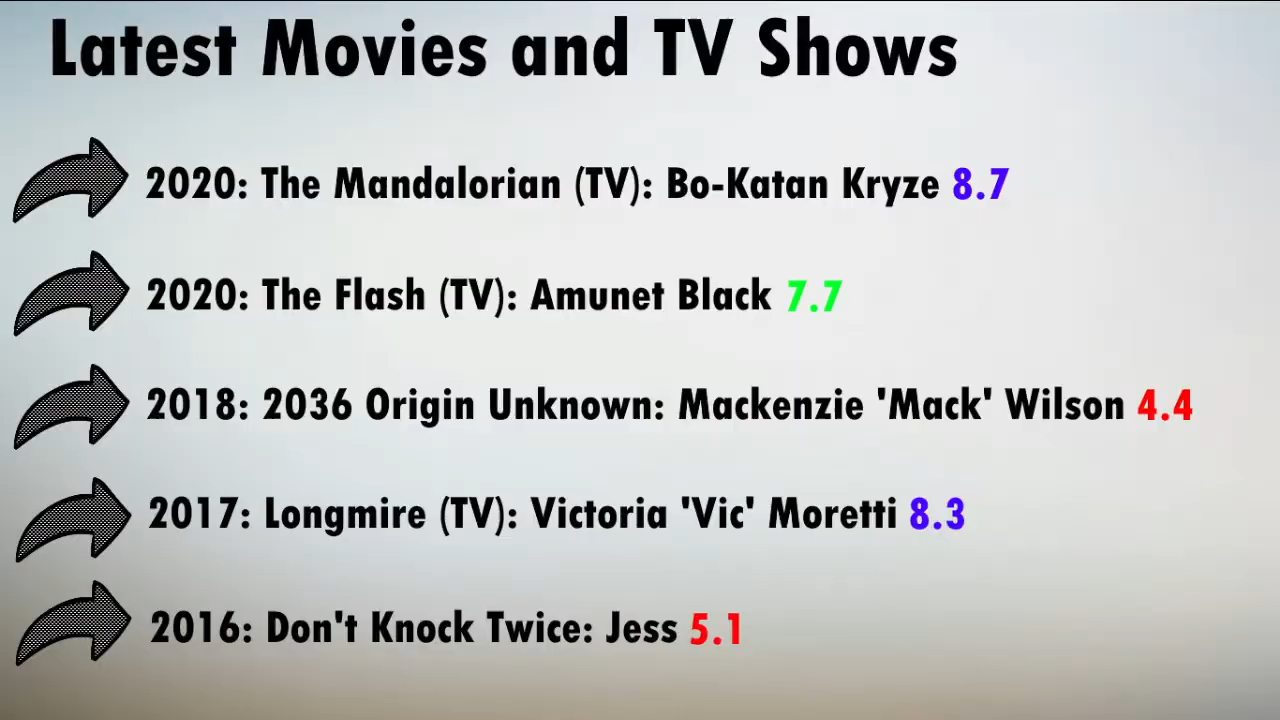 Latest Movies and TV Shows
2020: The Mandalorian (TV): Bo-Katan Kryze 8.7
2020: The Flash (TV): Amunet Black 7.7
2018: 2036 Origin Unknown: Mackenzie 'Mack' Wilson 4.4
2017: Longmire (TV): Victoria 'Vic' Moretti 8.3
2016: Don't Knock Twice: Jess 5.1